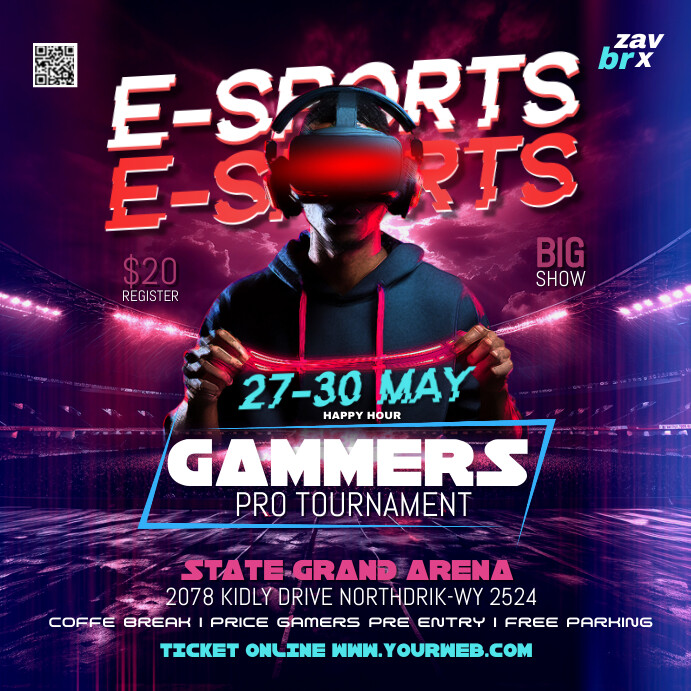 zav
brx
E-SPORTS
E-SPORTS
$20
REGISTER
BIG
SHOW
27-30 MAY
HAPPY HOUR
GAMMERS
PRO TOURNAMENT
STATE GRAND ARENA
2078 KIDLY DRIVE NORTHDRIK-WY 2524
COFFE BREAK | PRICE GAMERS PRE ENTRY | FREE PARKING
TICKET ONLINE WWW.YOURWEB.COM